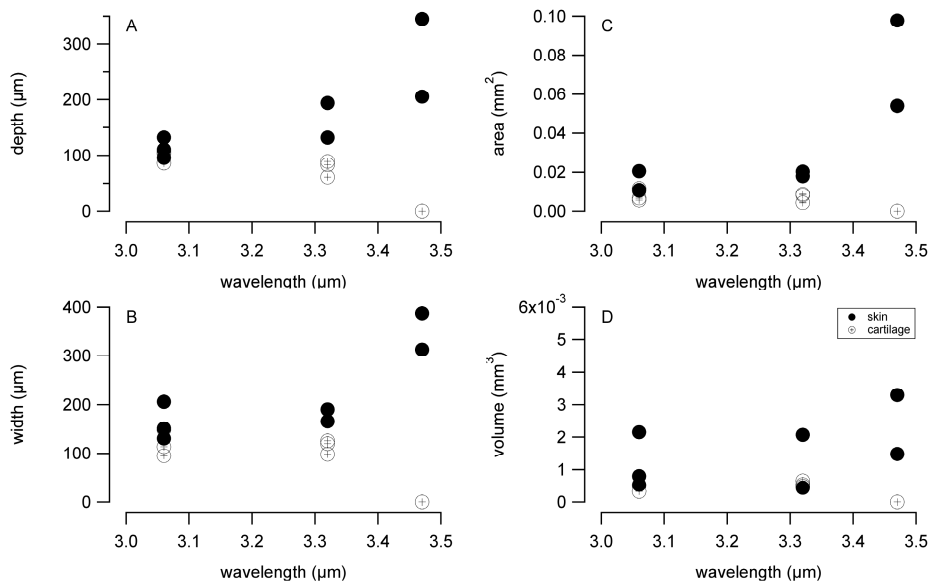 A
depth (µm)
300
200
100
0
3.0 3.1 3.2 3.3 3.4 3.5
wavelength (µm)
C
area (mm²)
0.10
0.08
0.06
0.04
0.02
0.00
3.0 3.1 3.2 3.3 3.4 3.5
wavelength (µm)
B
width (µm)
400
300
200
100
0
3.0 3.1 3.2 3.3 3.4 3.5
wavelength (µm)
D
volume (mm³)
6x10⁻³
5
4
3
2
1
0
skin
cartilage
3.0 3.1 3.2 3.3 3.4 3.5
wavelength (µm)